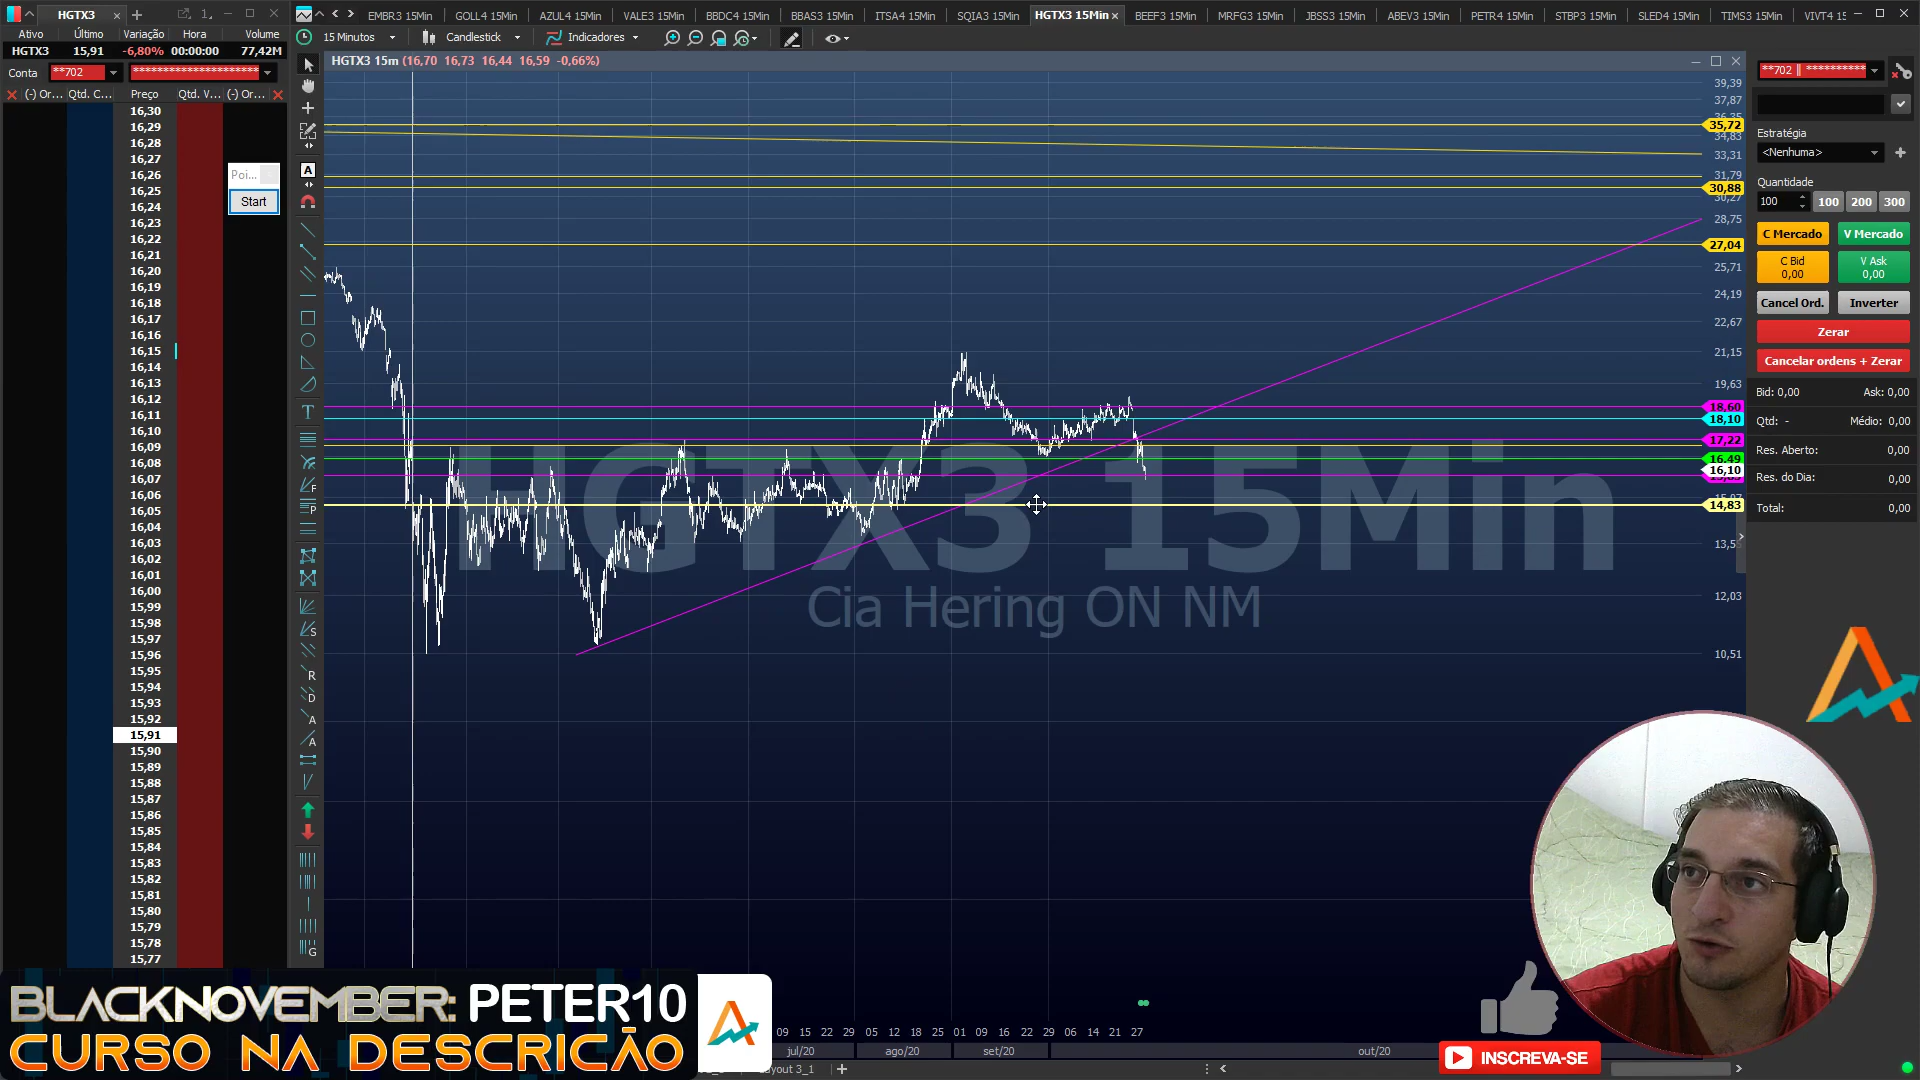 HGTX3
EMBR3 15Min GOLL4 15Min AZUL4 15Min VALE3 15Min BBDC4 15Min BBAS3 15Min ITSA4 15Min SQIA3 15Min HGTX3 15Min BEEF3 15Min MRFG3 15Min JBSS3 15Min ABEV3 15Min PETR4 15Min STBP3 15Min SLED4 15Min TIMS3 15Min VIVT4 15
Ativo Último Variação Hora Volume
HGTX3 15,91 -6,80% 00:00:00 77,42M
15 Minutos Candlestick Indicadores
Conta **702 *********************
HGTX3 15m (16,70 16,73 16,44 16,59 -0,66%)
(-) Or... Qtd. C... Preço Qtd. V... (-) Or...
16,30
16,29
16,28
16,27
16,26
16,25
16,24
16,23
16,22
16,21
16,20
16,19
16,18
16,17
16,16
16,15
16,14
16,13
16,12
16,11
16,10
16,09
16,08
16,07
16,06
16,05
16,04
16,03
16,02
16,01
16,00
15,99
15,98
15,97
15,96
15,95
15,94
15,93
15,92
15,91
15,90
15,89
15,88
15,87
15,86
15,85
15,84
15,83
15,82
15,81
15,80
15,79
15,78
15,77
Poi...
Start
HGTX3 15Min
Cia Hering ON NM
39,39
37,87
35,72
34,83
33,31
31,79
30,88
30,27
28,75
27,04
25,71
24,19
22,67
21,15
19,63
18,60
18,10
17,22
16,49
16,10
14,83
12,03
10,51
09 15 22 29 05 12 18 25 01 09 16 22 29 06 14 21 27
jul/20 ago/20 set/20 out/20
Layout 3_1
**702 || **********
Estratégia
<Nenhuma>
Quantidade
100 100 200 300
C Mercado V Mercado
C Bid V Ask
0,00 0,00
Cancel Ord. Inverter
Zerar
Cancelar ordens + Zerar
Bid: 0,00 Ask: 0,00
Qtd: - Médio: 0,00
Res. Aberto: 0,00
Res. do Dia: 0,00
Total: 0,00
BLACKNOVEMBER: PETER10
CURSO NA DESCRICÃO
INSCREVA-SE